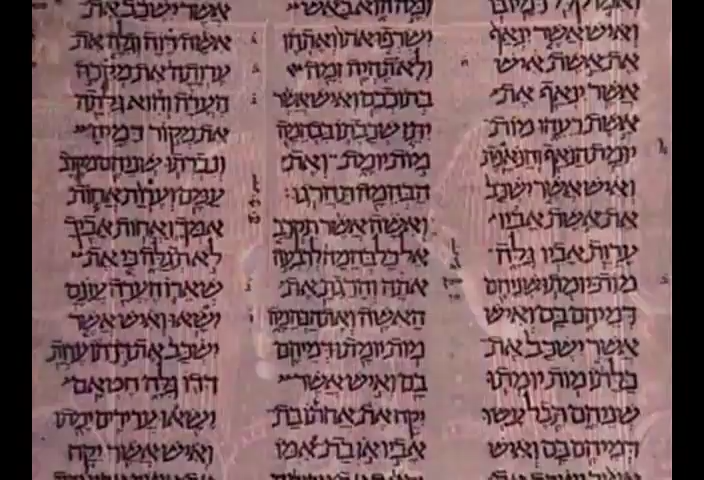 ואיש אשר ינאף
את אשת איש
אשר ינאף את
אשת רעהו מות
יומת הנאף והנאפת
ואיש אשר ישכב
את אשת אביו
ערות אביו גלה
מות יומתו שניהם
דמיהם בם ואיש
אשר ישכב את
כלתו מות יומתו
שניהם תבל עשו
דמיהם בם ואיש
זמה הוא באש
ישרפו אתו ואתהן
ולא תהיה זמה
בתוככם ואיש אשר
יתן שכבתו בבהמה
מות יומת ואת
הבהמה תהרגו׃
ואשה אשר תקרב
אל כל בהמה לרבעה
אתה והרגת את
האשה ואת הבהמה
מות יומתו דמיהם
בם ואיש אשר
יקח את אחתו בת
אביו או בת אמו
אשר ישכב את
אשה דוה וגלה את
ערותה את מקרה
הערה והוא גלתה
את מקור דמיה
ונכרתו שניהם מקרב
עמם וערות אחות
אמך ואחות אביך
לא תגלה כי את
שארו הערה עונם
ישאו ואיש אשר
ישכב את דדתו ערות
דדו גלה חטאם
ישאו ערירים ימתו
ואיש אשר יקח